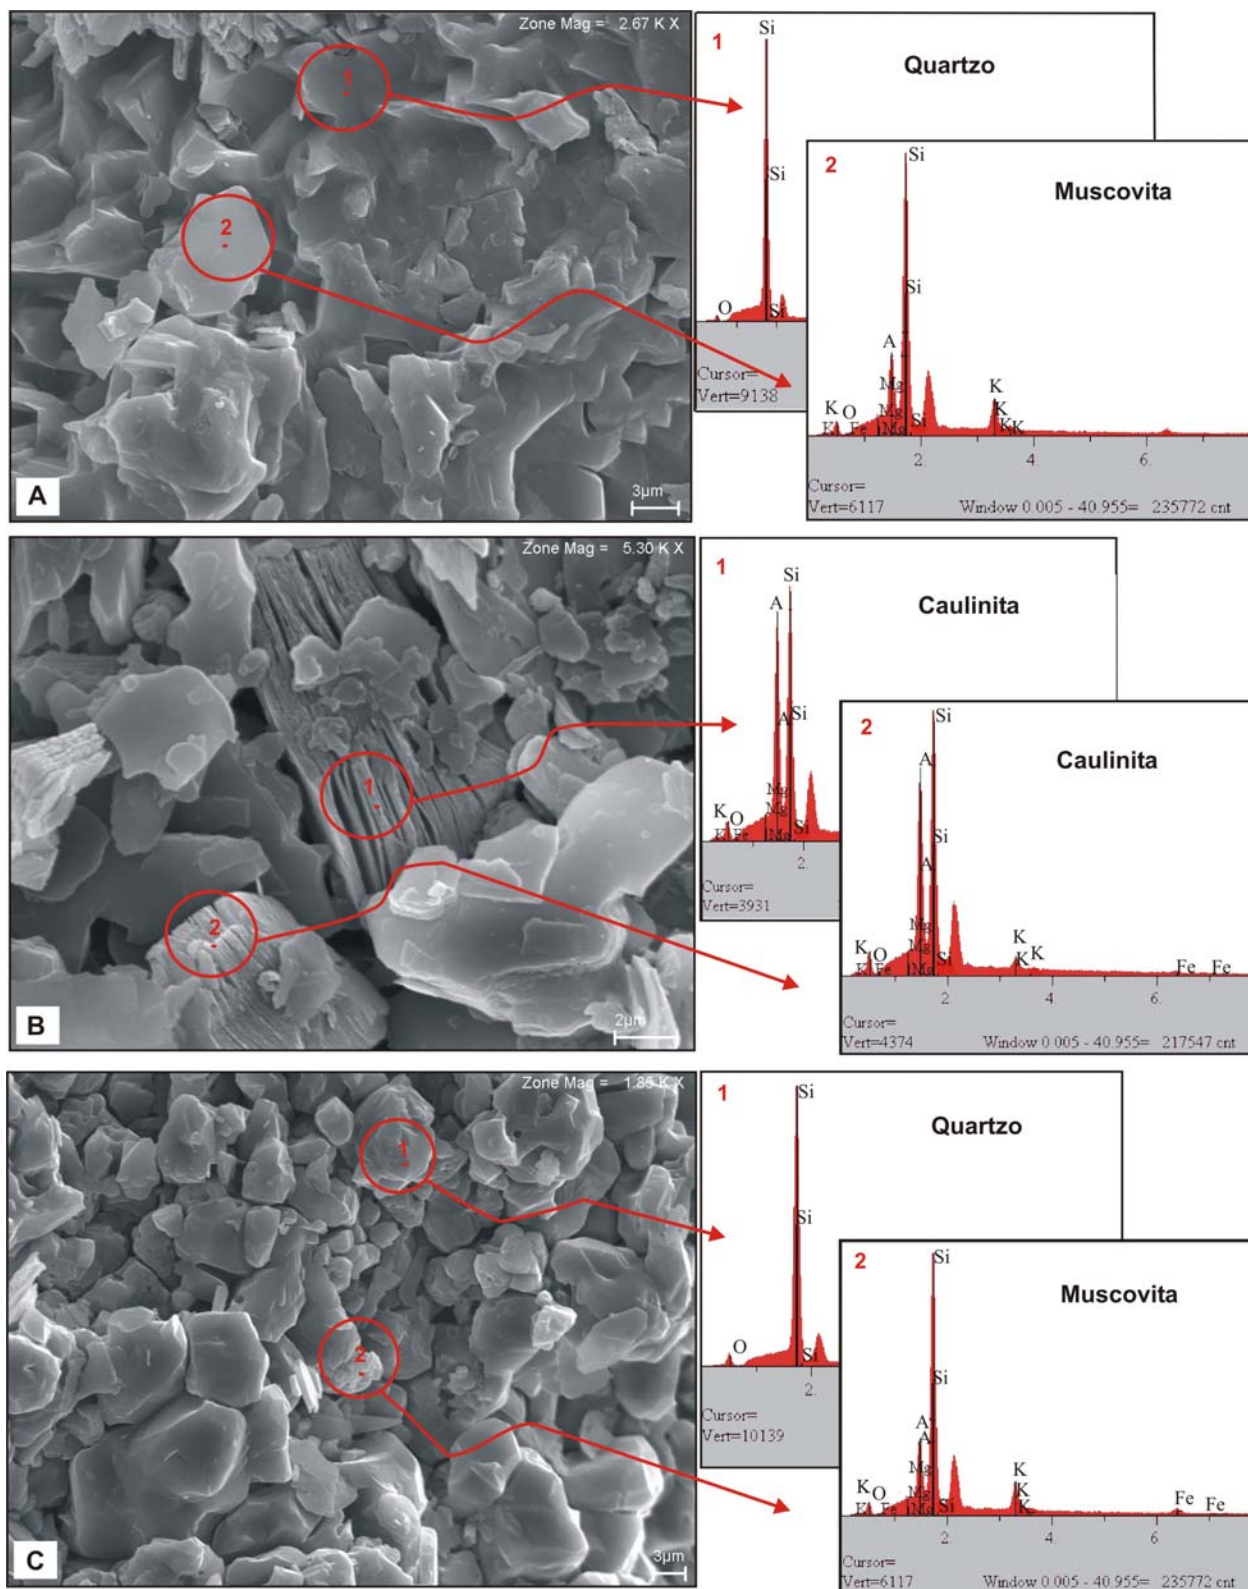 Zone Mag = 2.67 K X
1
2
3µm
A
1
Si
Quartzo
Si
O
Si
Cursor=
Vert=9138
2
Si
Muscovita
Si
A
Mg
K
K
O
Mg
K
K
Fe
Mg
Si
K
K
2.
4.
6.
Cursor=
Vert=6117 Window 0.005 - 40.955= 235772 cnt
Zone Mag = 5.30 K X
1
2
2µm
B
1
Si
A
Caulinita
A
Si
Mg
Mg
K
O
K
Fe
Mg
Si
2.
Cursor=
Vert=3931
2
Si
A
Caulinita
Si
A
Mg
K
O
Mg
K
K
K
Fe
Mg
Si
K
Fe
Fe
2.
4
6.
Cursor=
Vert=4374 Window 0.005 - 40.955= 217547 cnt
Zone Mag = 1.85 K X
1
2
3µm
C
1
Si
Quartzo
Si
O
Si
2.
Cursor=
Vert=10139
2
Si
Muscovita
Si
A
A
Mg
K
K
O
Mg
K
K
Fe
Mg
Si
K
Fe
Fe
2.
4
6.
Cursor=
Vert=6117 Window 0.005 - 40.955= 235772 cnt